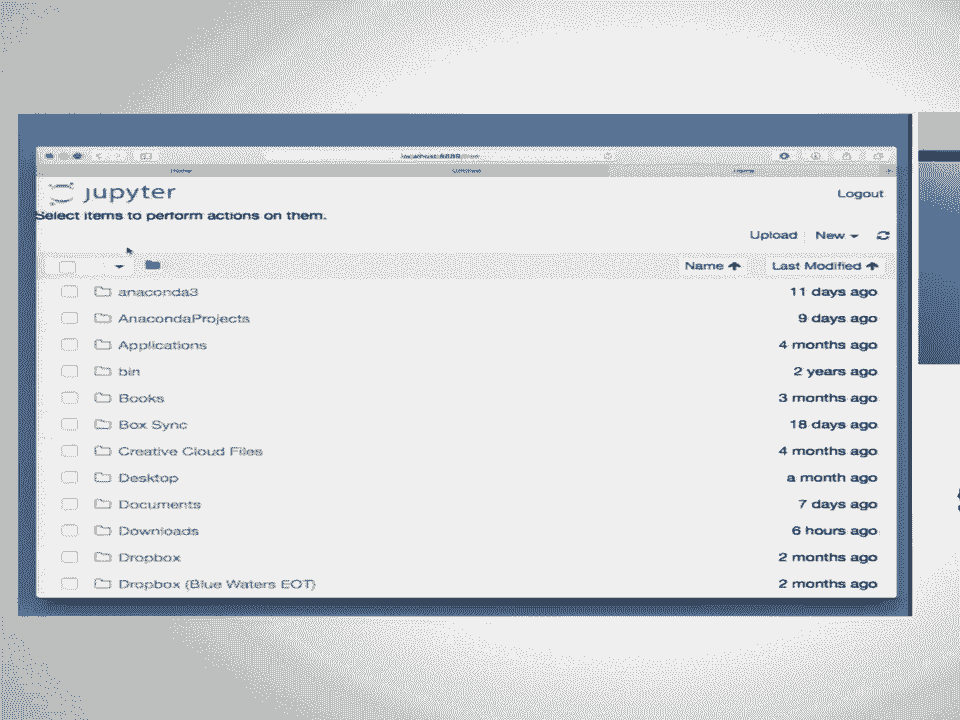 localhost:8889/tree
Home
Untitled
Home
jupyter
Logout
Select items to perform actions on them.
Upload New
Name Last Modified
anaconda3 11 days ago
AnacondaProjects 9 days ago
Applications 4 months ago
bin 2 years ago
Books 3 months ago
Box Sync 18 days ago
Creative Cloud Files 4 months ago
Desktop a month ago
Documents 7 days ago
Downloads 6 hours ago
Dropbox 2 months ago
Dropbox (Blue Waters EOT) 2 months ago